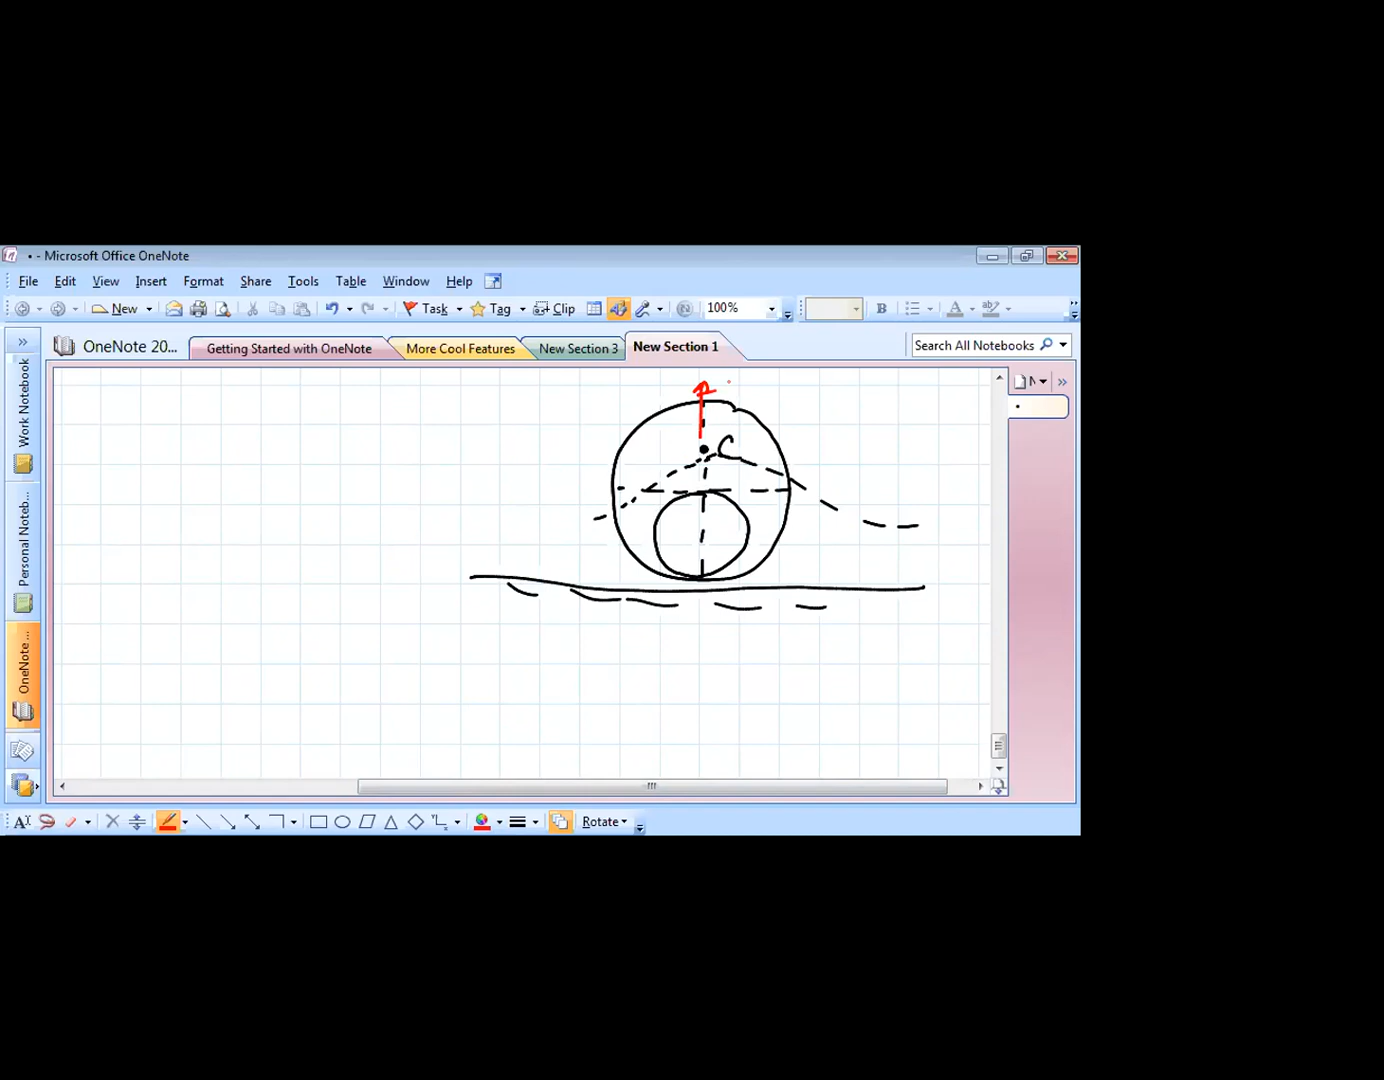 • - Microsoft Office OneNote
File Edit View Insert Format Share Tools Table Window Help
New Task Tag Clip 100% B A ab
OneNote 20... Getting Started with OneNote More Cool Features New Section 3 New Section 1 Search All Notebooks
Work Notebook
Personal Noteb...
OneNote...
N
C
A Rotate